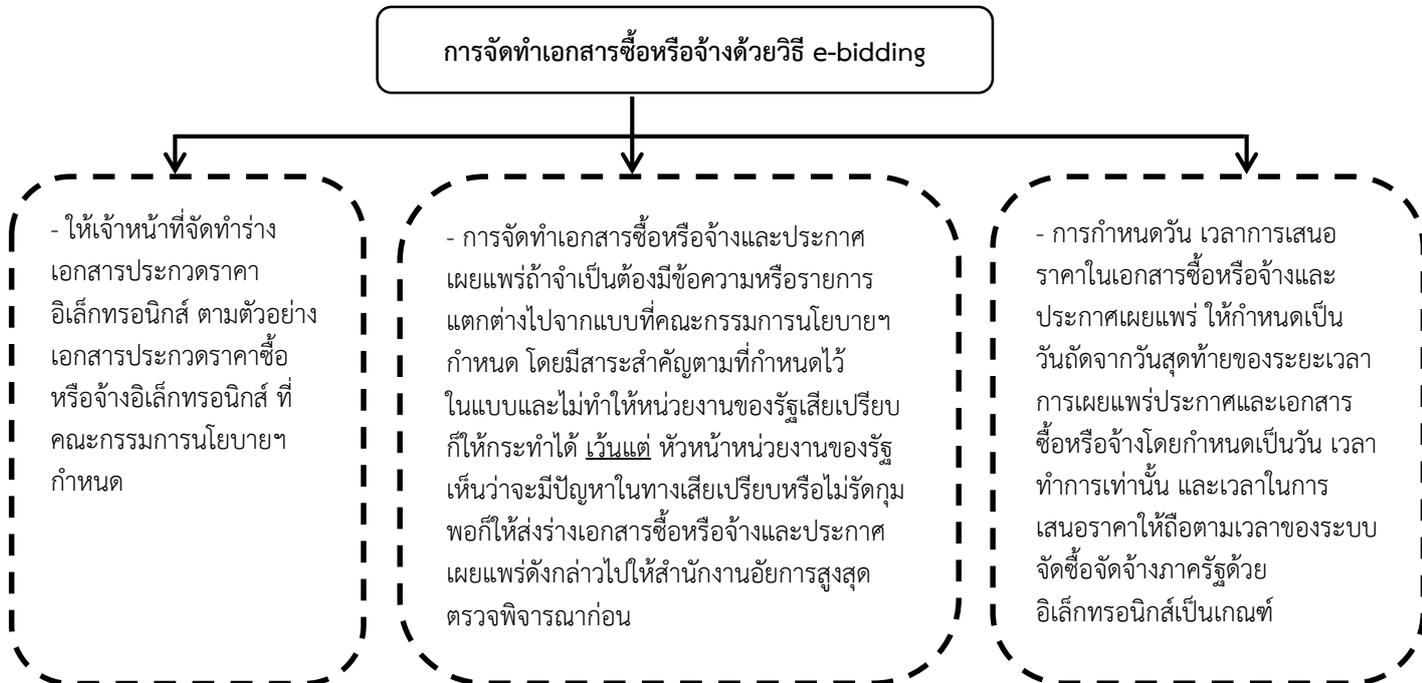 การจัดทำเอกสารซื้อหรือจ้างด้วยวิธี e-bidding
- ให้เจ้าหน้าที่จัดทำร่าง
เอกสารประกวดราคา
อิเล็กทรอนิกส์ ตามตัวอย่าง
เอกสารประกวดราคาซื้อ
หรือจ้างอิเล็กทรอนิกส์ ที่
คณะกรรมการนโยบายฯ
กำหนด
- การจัดทำเอกสารซื้อหรือจ้างและประกาศ
เผยแพร่ถ้าจำเป็นต้องมีข้อความหรือรายการ
แตกต่างไปจากแบบที่คณะกรรมการนโยบายฯ
กำหนด โดยมีสาระสำคัญตามที่กำหนดไว้
ในแบบและไม่ทำให้หน่วยงานของรัฐเสียเปรียบ
ก็ให้กระทำได้ เว้นแต่ หัวหน้าหน่วยงานของรัฐ
เห็นว่าจะมีปัญหาในทางเสียเปรียบหรือไม่รัดกุม
พอก็ให้ส่งร่างเอกสารซื้อหรือจ้างและประกาศ
เผยแพร่ดังกล่าวไปให้สำนักงานอัยการสูงสุด
ตรวจพิจารณาก่อน
- การกำหนดวัน เวลาการเสนอ
ราคาในเอกสารซื้อหรือจ้างและ
ประกาศเผยแพร่ ให้กำหนดเป็น
วันถัดจากวันสุดท้ายของระยะเวลา
การเผยแพร่ประกาศและเอกสาร
ซื้อหรือจ้างโดยกำหนดเป็นวัน เวลา
ทำการเท่านั้น และเวลาในการ
เสนอราคาให้ถือตามเวลาของระบบ
จัดซื้อจัดจ้างภาครัฐด้วย
อิเล็กทรอนิกส์เป็นเกณฑ์